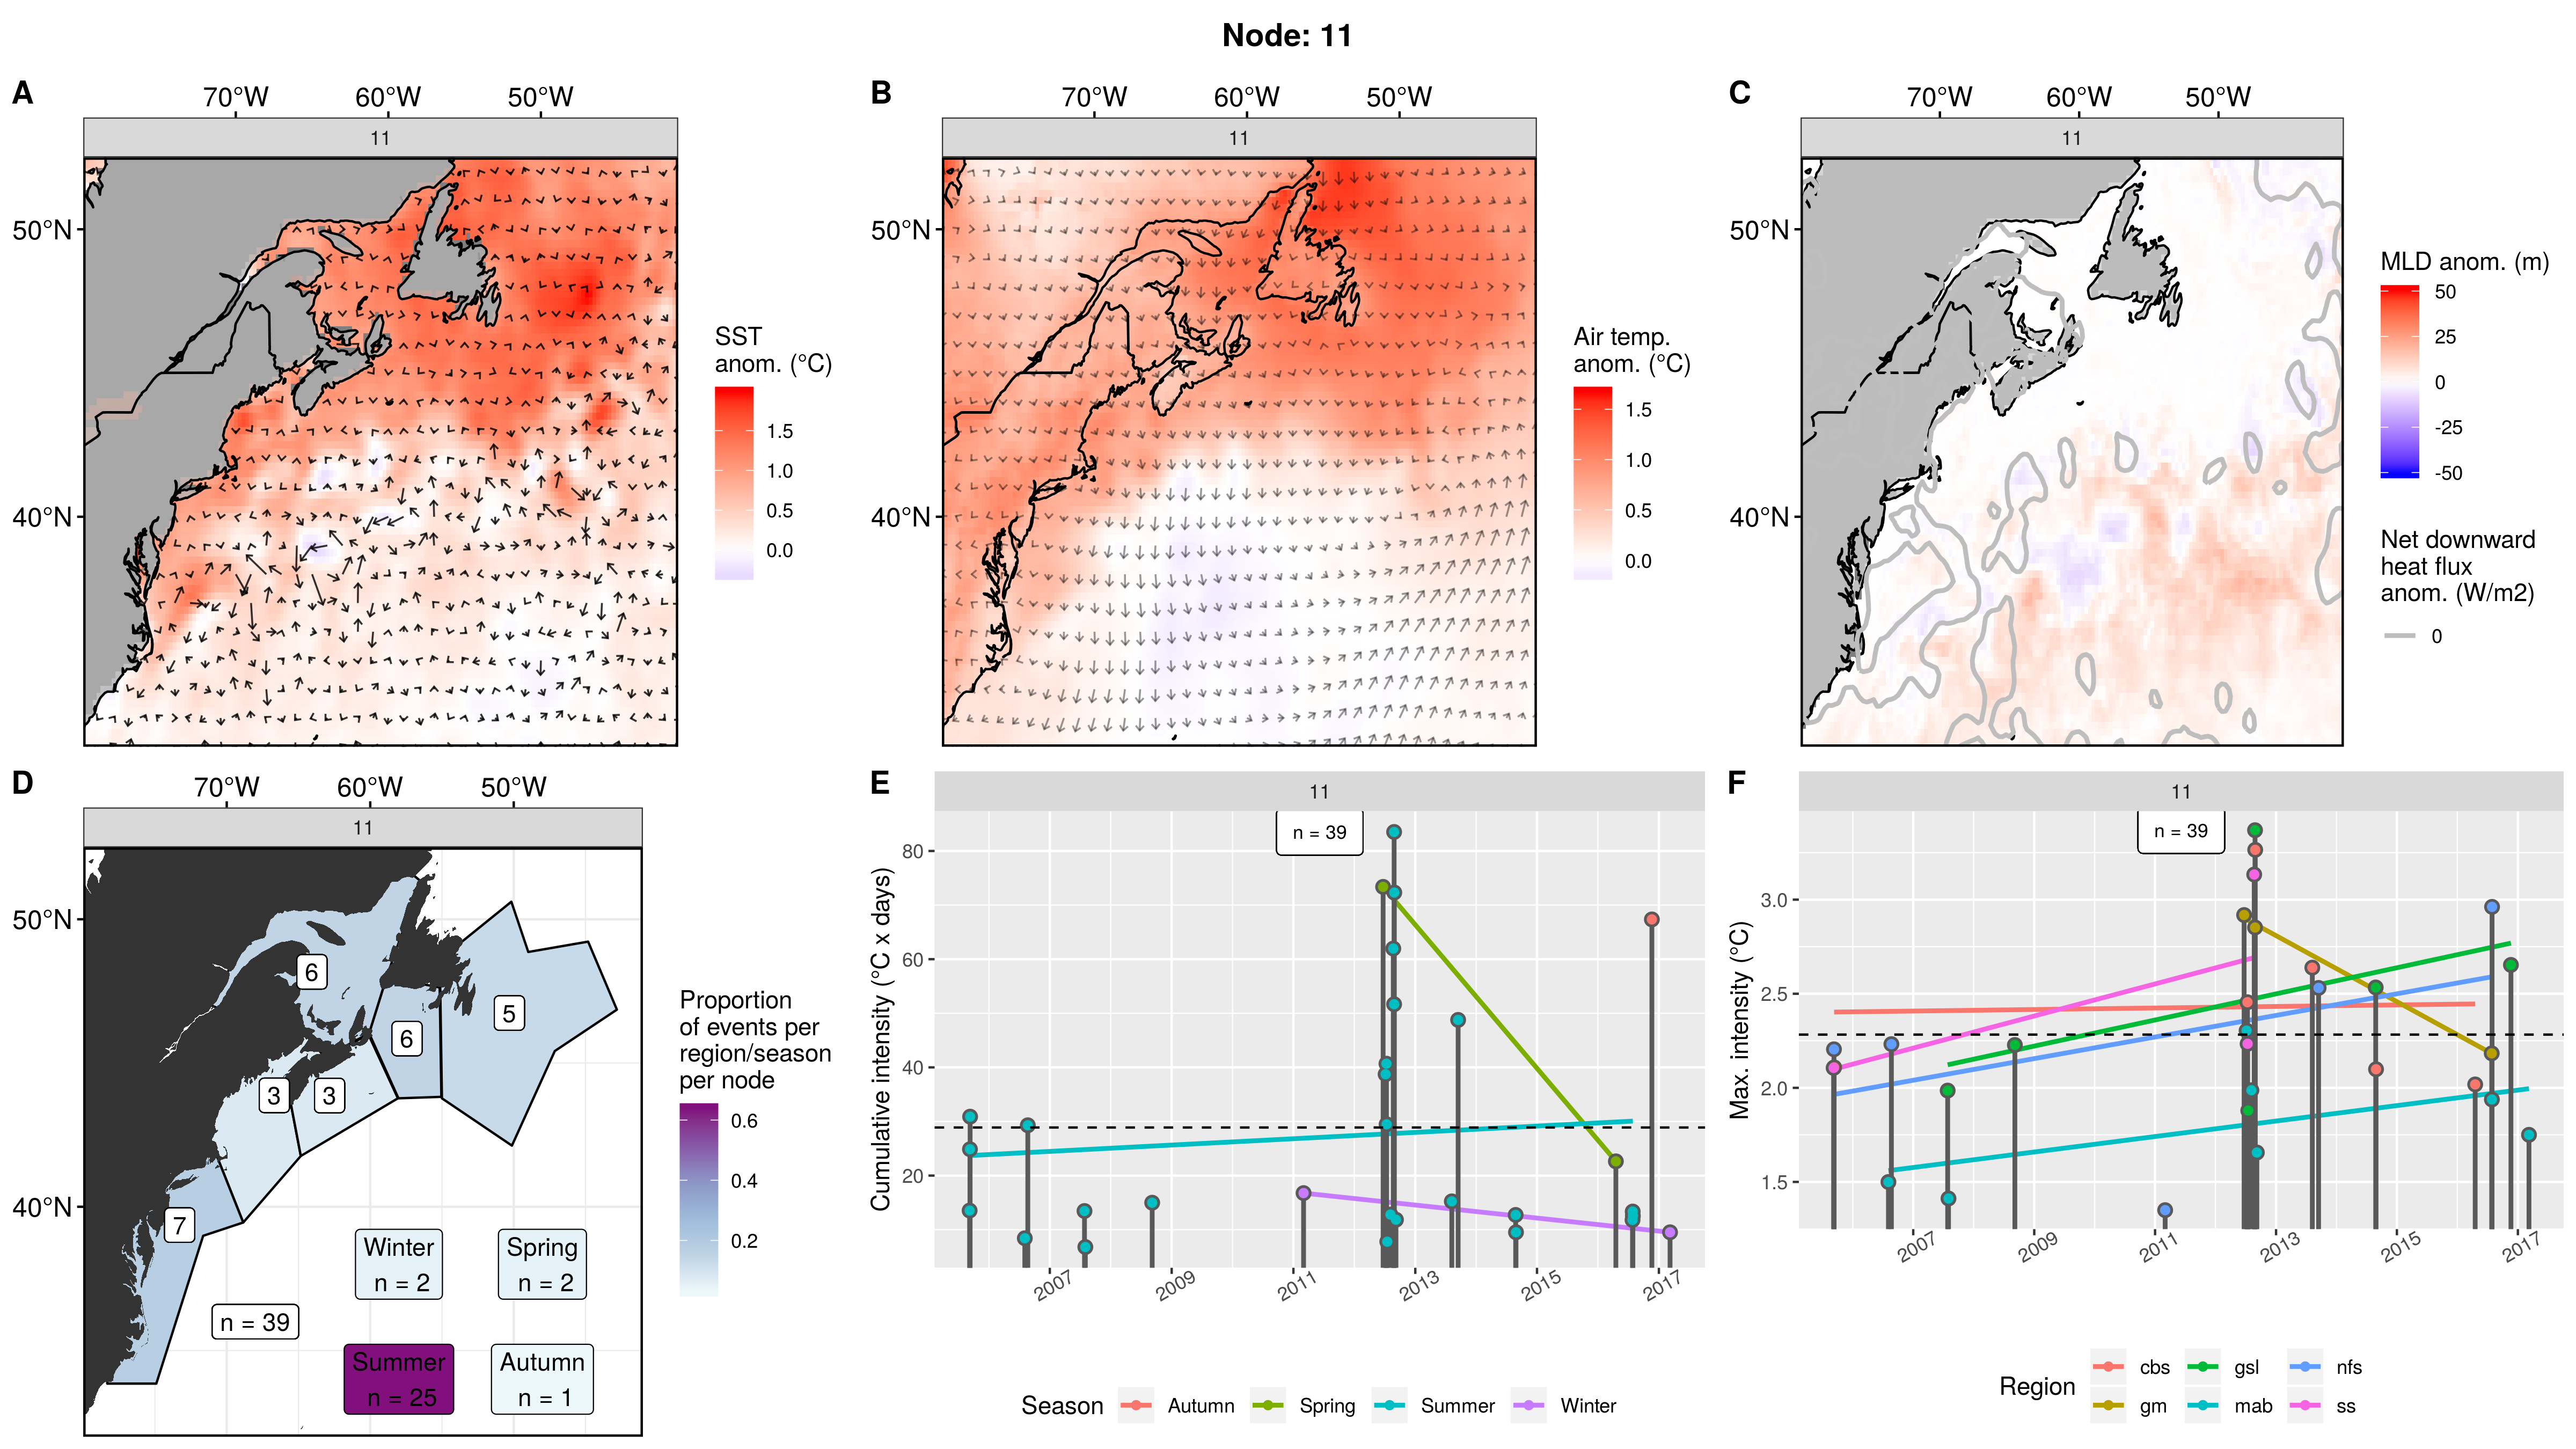 Node: 11
A
70°W 60°W 50°W
11
50°N
40°N
SST
anom. (°C)
1.5
1.0
0.5
0.0
B
70°W 60°W 50°W
11
50°N
40°N
Air temp.
anom. (°C)
1.5
1.0
0.5
0.0
C
70°W 60°W 50°W
11
50°N
40°N
MLD anom. (m)
50
25
0
-25
-50
Net downward
heat flux
anom. (W/m2)
0
D
70°W 60°W 50°W
11
50°N
40°N
6
6
5
3
3
7
n = 39
Winter
n = 2
Spring
n = 2
Summer
n = 25
Autumn
n = 1
Proportion
of events per
region/season
per node
0.6
0.4
0.2
E
11
n = 39
Cumulative intensity (°C x days)
80
60
40
20
2007 2009 2011 2013 2015 2017
Season Autumn Spring Summer Winter
F
11
n = 39
Max. intensity (°C)
3.0
2.5
2.0
1.5
2007 2009 2011 2013 2015 2017
Region
cbs gsl nfs
gm mab ss